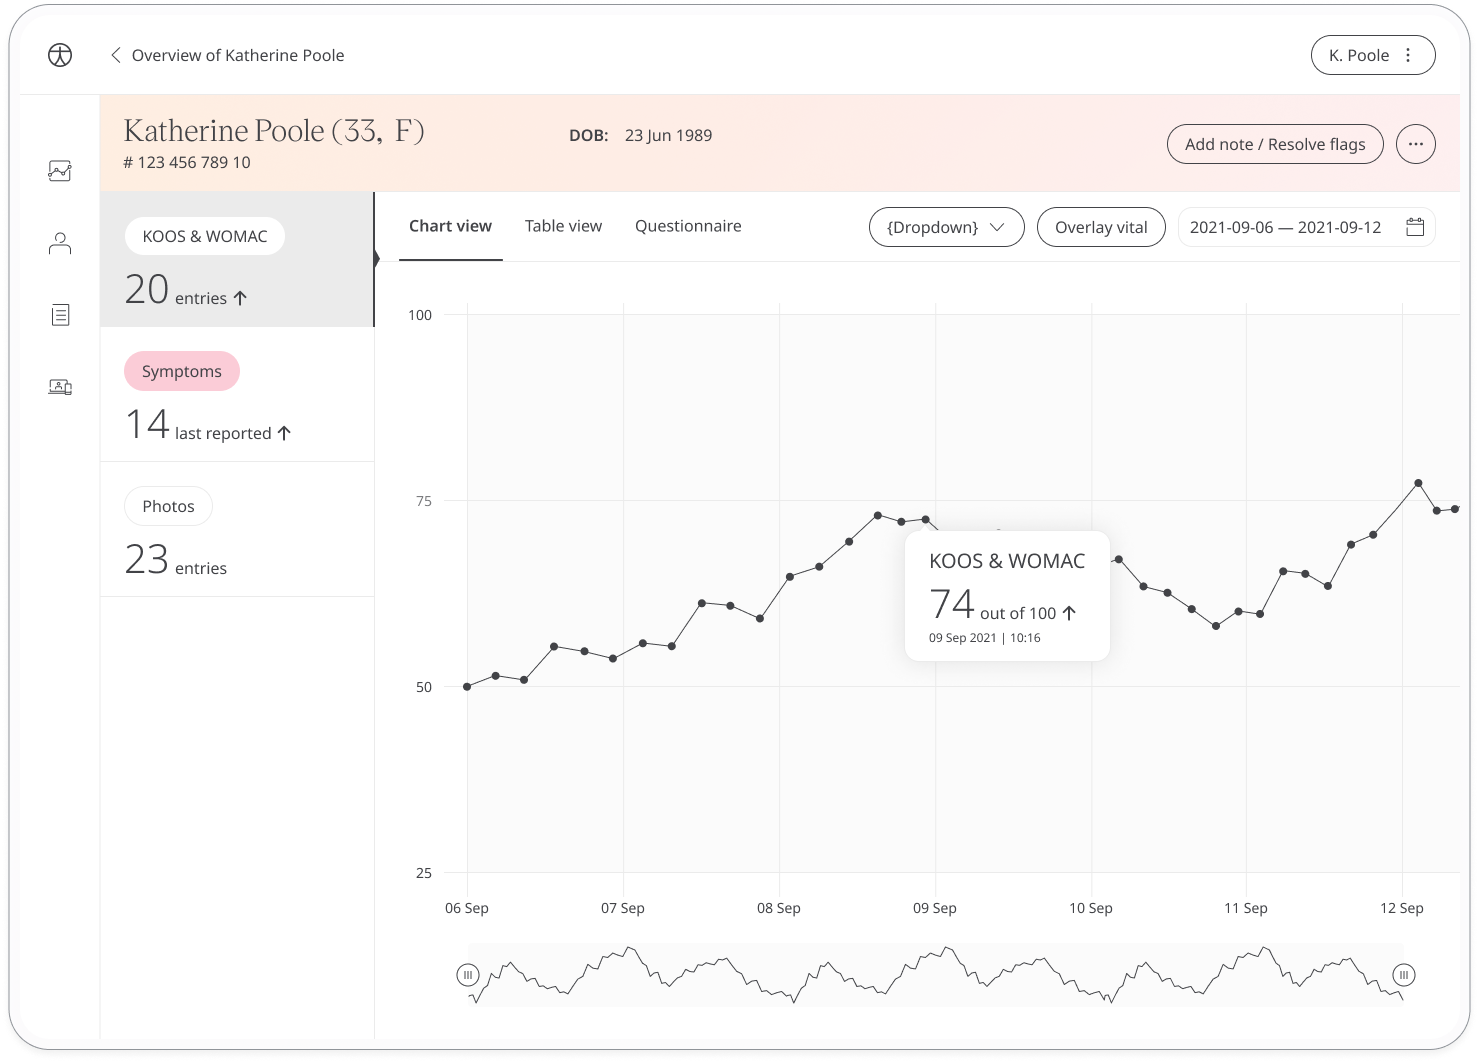 Overview of Katherine Poole
K. Poole
Katherine Poole (33, F)
# 123 456 789 10
DOB: 23 Jun 1989
Add note / Resolve flags
KOOS & WOMAC
20 entries ↑
Symptoms
14 last reported ↑
Photos
23 entries
Chart view
Table view
Questionnaire
{Dropdown}
Overlay vital
2021-09-06 — 2021-09-12
100
75
50
25
KOOS & WOMAC
74 out of 100 ↑
09 Sep 2021 | 10:16
06 Sep
07 Sep
08 Sep
09 Sep
10 Sep
11 Sep
12 Sep